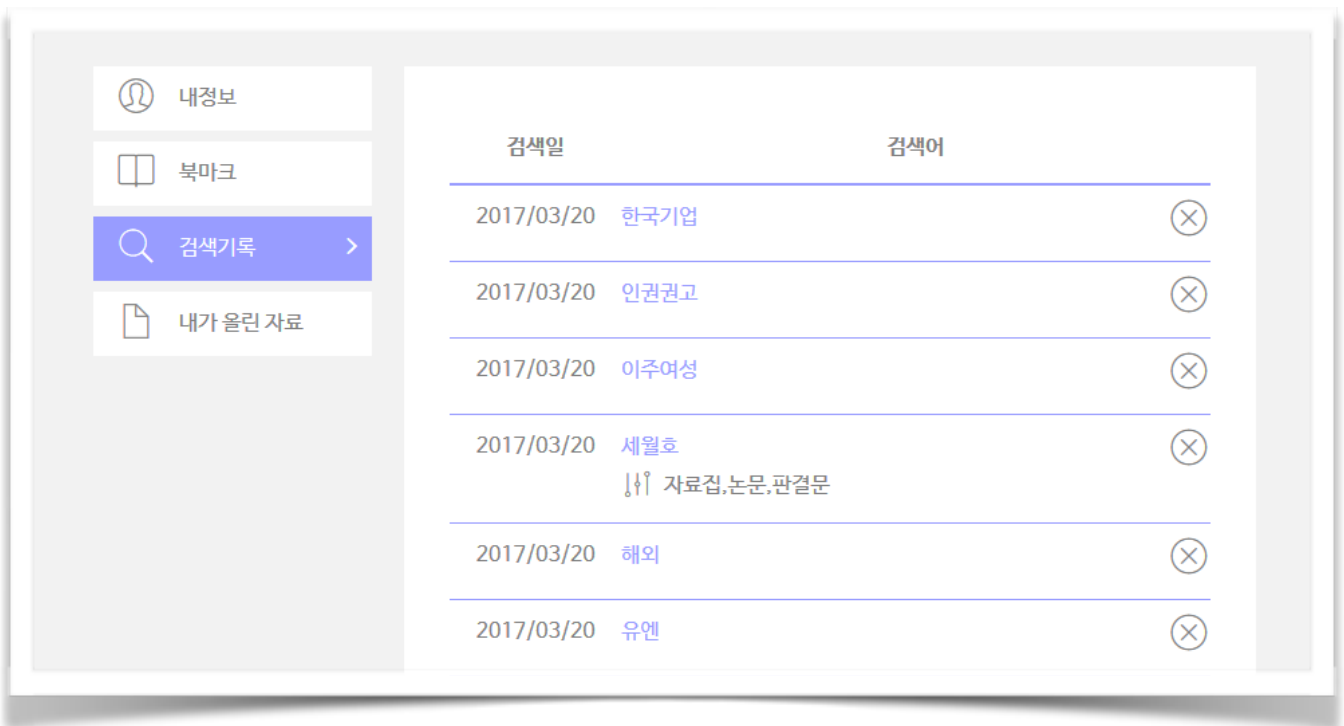 내정보
북마크
검색기록
내가 올린 자료
검색일 검색어
2017/03/20 한국기업
2017/03/20 인권권고
2017/03/20 이주여성
2017/03/20 세월호
자료집,논문,판결문
2017/03/20 해외
2017/03/20 유엔